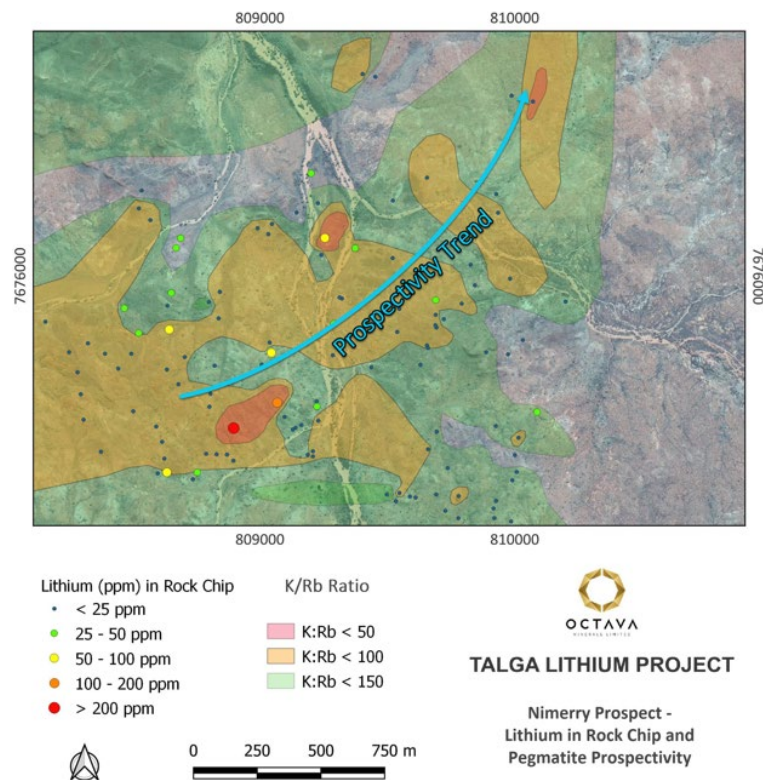 809000
810000
7676000
7676000
Prospectivity Trend
809000
810000
Lithium (ppm) in Rock Chip
< 25 ppm
25 - 50 ppm
50 - 100 ppm
100 - 200 ppm
> 200 ppm
K/Rb Ratio
K:Rb < 50
K:Rb < 100
K:Rb < 150
0 250 500 750 m
OCTAVA
MINERALS LIMITED
TALGA LITHIUM PROJECT
Nimerry Prospect -
Lithium in Rock Chip and
Pegmatite Prospectivity